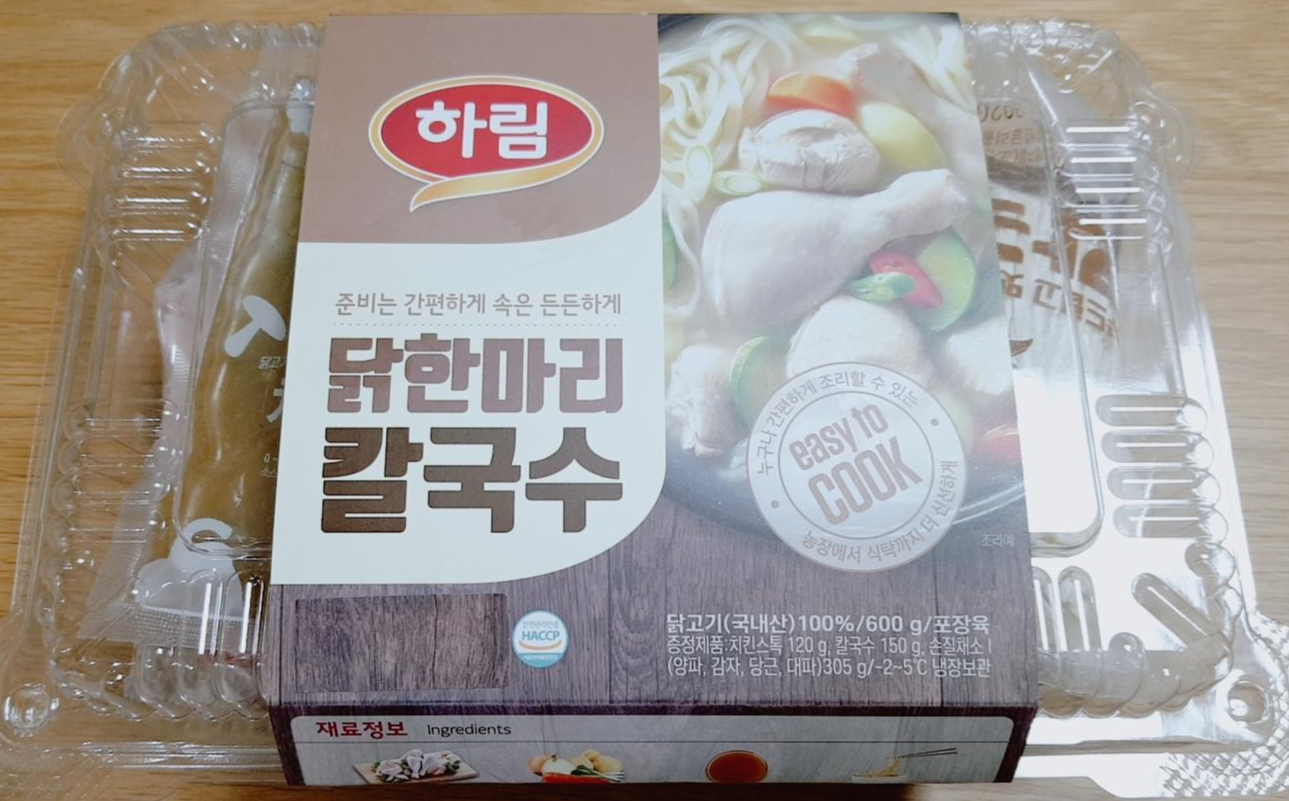 하림
준비는 간편하게 속은 든든하게
닭한마리
칼국수
누구나 간편하게 조리할 수 있는
easy to
COOK
농장에서 식탁까지 더 신선하게
조리예
HACCP
닭고기(국내산)100%/600 g/포장육
증정제품:치킨스톡 120 g, 칼국수 150 g, 손질채소 I
(양파, 감자, 당근, 대파)305 g/-2~5℃ 냉장보관
재료정보 Ingredients